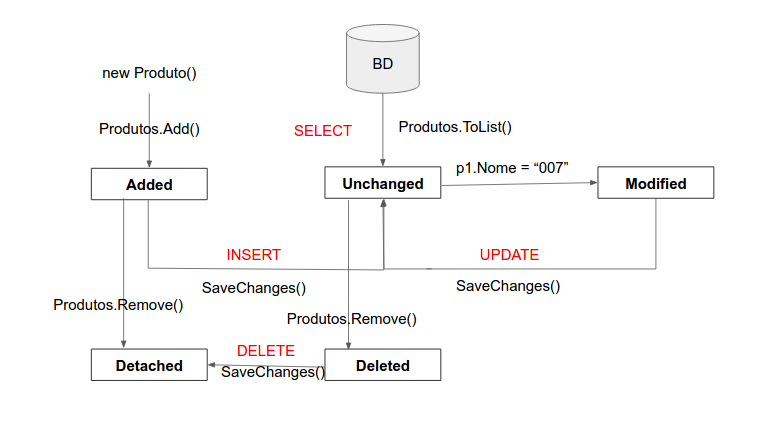 BD
new Produto()
Produtos.Add()
SELECT
Produtos.ToList()
p1.Nome = “007”
Added
Unchanged
Modified
INSERT
UPDATE
SaveChanges()
SaveChanges()
Produtos.Remove()
Produtos.Remove()
DELETE
Detached
SaveChanges()
Deleted